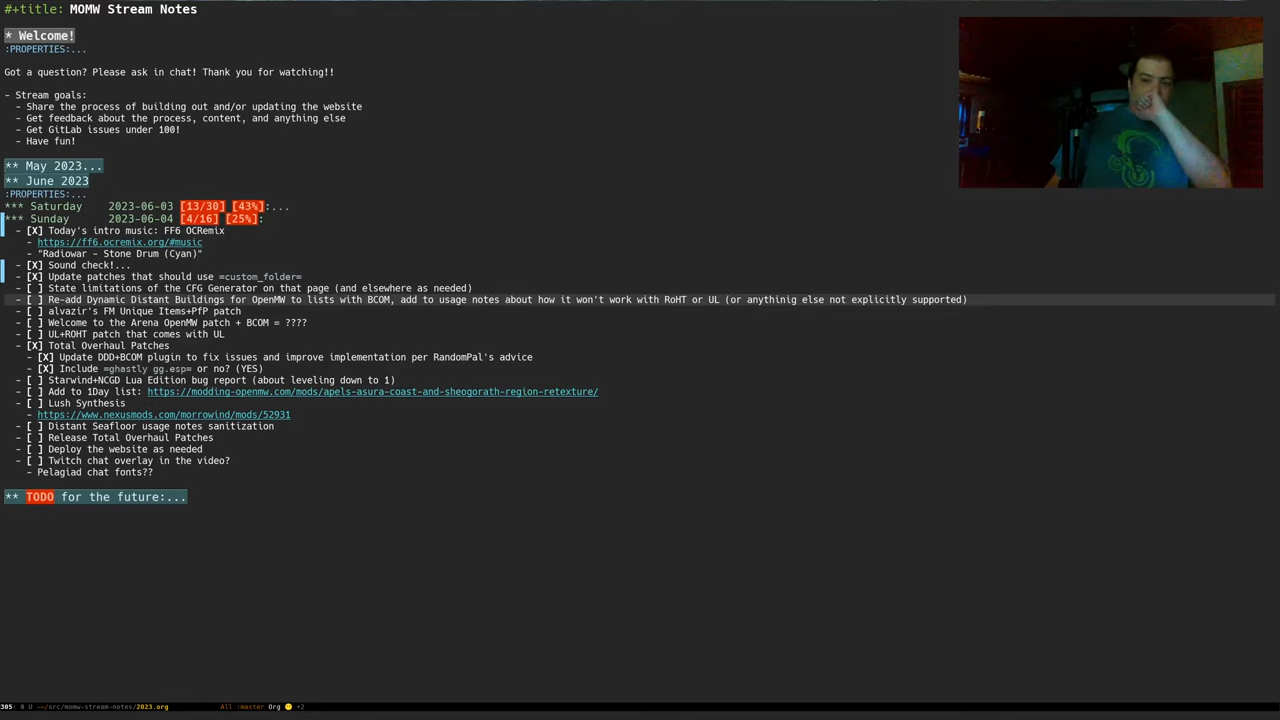 #+title: MOMW Stream Notes
* Welcome!
:PROPERTIES:...
Got a question? Please ask in chat! Thank you for watching!!
- Stream goals:
- Share the process of building out and/or updating the website
- Get feedback about the process, content, and anything else
- Get GitLab issues under 100!
- Have fun!
** May 2023...
** June 2023
:PROPERTIES:...
*** Saturday 2023-06-03 [13/30] [43%]:...
*** Sunday 2023-06-04 [4/16] [25%]:
- [X] Today's intro music: FF6 OCRemix
- https://ff6.ocremix.org/#music
- "Radiowar - Stone Drum (Cyan)"
- [X] Sound check!...
- [X] Update patches that should use =custom_folder=
- [ ] State limitations of the CFG Generator on that page (and elsewhere as needed)
- [ ] Re-add Dynamic Distant Buildings for OpenMW to lists with BCOM, add to usage notes about how it won't work with RoHT or UL (or anythinig else not explicitly supported)
- [ ] alvazir's FM Unique Items+PfP patch
- [ ] Welcome to the Arena OpenMW patch + BCOM = ????
- [ ] UL+ROHT patch that comes with UL
- [X] Total Overhaul Patches
- [X] Update DDD+BCOM plugin to fix issues and improve implementation per RandomPal's advice
- [X] Include =ghastly gg.esp= or no? (YES)
- [ ] Starwind+NCGD Lua Edition bug report (about leveling down to 1)
- [ ] Add to 1Day list: https://modding-openmw.com/mods/apels-asura-coast-and-sheogorath-region-retexture/
- [ ] Lush Synthesis
- https://www.nexusmods.com/morrowind/mods/52931
- [ ] Distant Seafloor usage notes sanitization
- [ ] Release Total Overhaul Patches
- [ ] Deploy the website as needed
- [ ] Twitch chat overlay in the video?
- Pelagiad chat fonts??
** TODO for the future:...
305: 8 U ~/src/momw-stream-notes/2023.org All :master Org +2